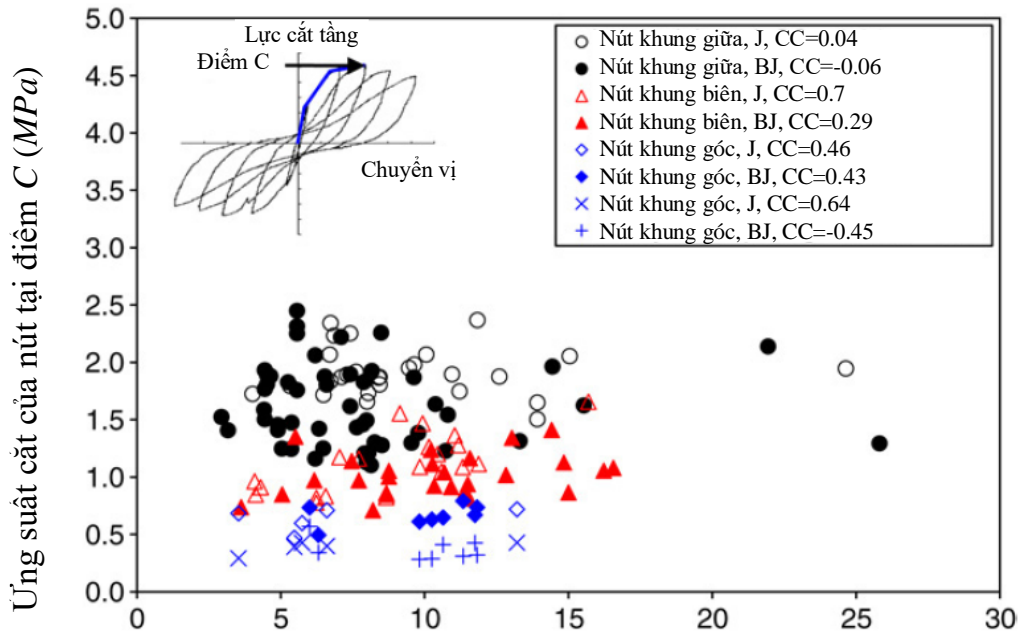 Ứng suất cắt của nút tại điểm C (MPa)
5.0
4.5
4.0
3.5
3.0
2.5
2.0
1.5
1.0
0.5
0.0
0
5
10
15
20
25
30
Lực cắt tầng
Điểm C
Chuyển vị
Nút khung giữa, J, CC=0.04
Nút khung giữa, BJ, CC=-0.06
Nút khung biên, J, CC=0.7
Nút khung biên, BJ, CC=0.29
Nút khung góc, J, CC=0.46
Nút khung góc, BJ, CC=0.43
Nút khung góc, J, CC=0.64
Nút khung góc, BJ, CC=-0.45